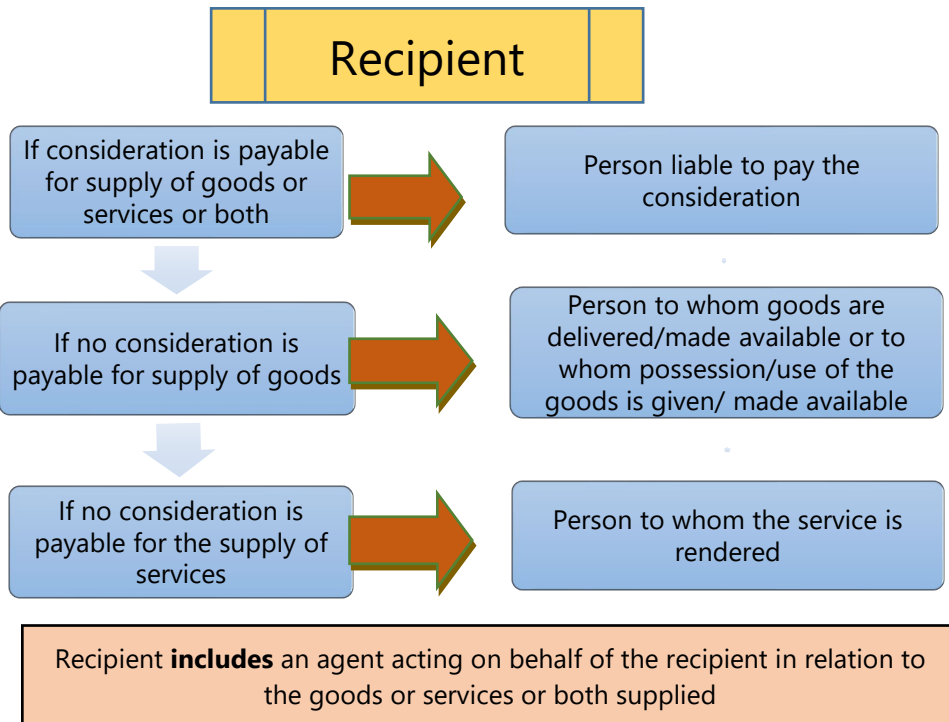 Recipient
If consideration is payable
for supply of goods or
services or both
Person liable to pay the
consideration
If no consideration is
payable for supply of goods
Person to whom goods are
delivered/made available or to
whom possession/use of the
goods is given/ made available
If no consideration is
payable for the supply of
services
Person to whom the service is
rendered
Recipient includes an agent acting on behalf of the recipient in relation to
the goods or services or both supplied